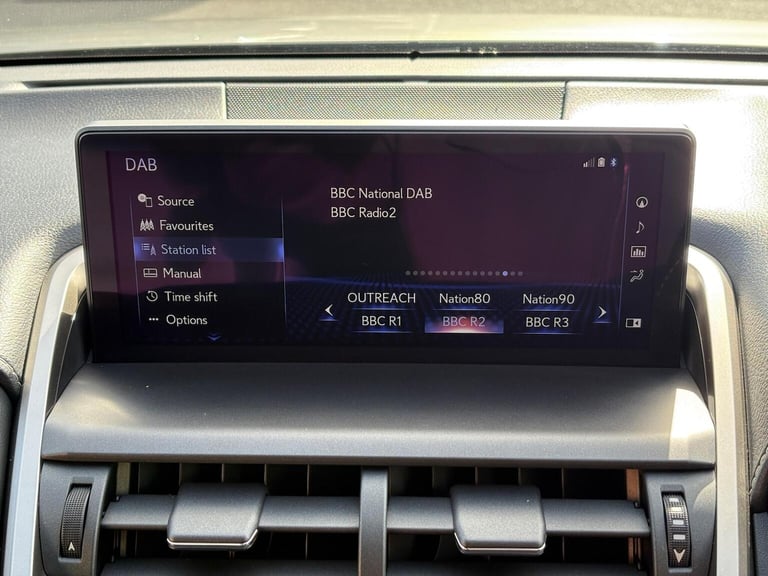 DAB
Source
Favourites
Station list
Manual
Time shift
Options
BBC National DAB
BBC Radio2
OUTREACH Nation80 Nation90
BBC R1 BBC R2 BBC R3